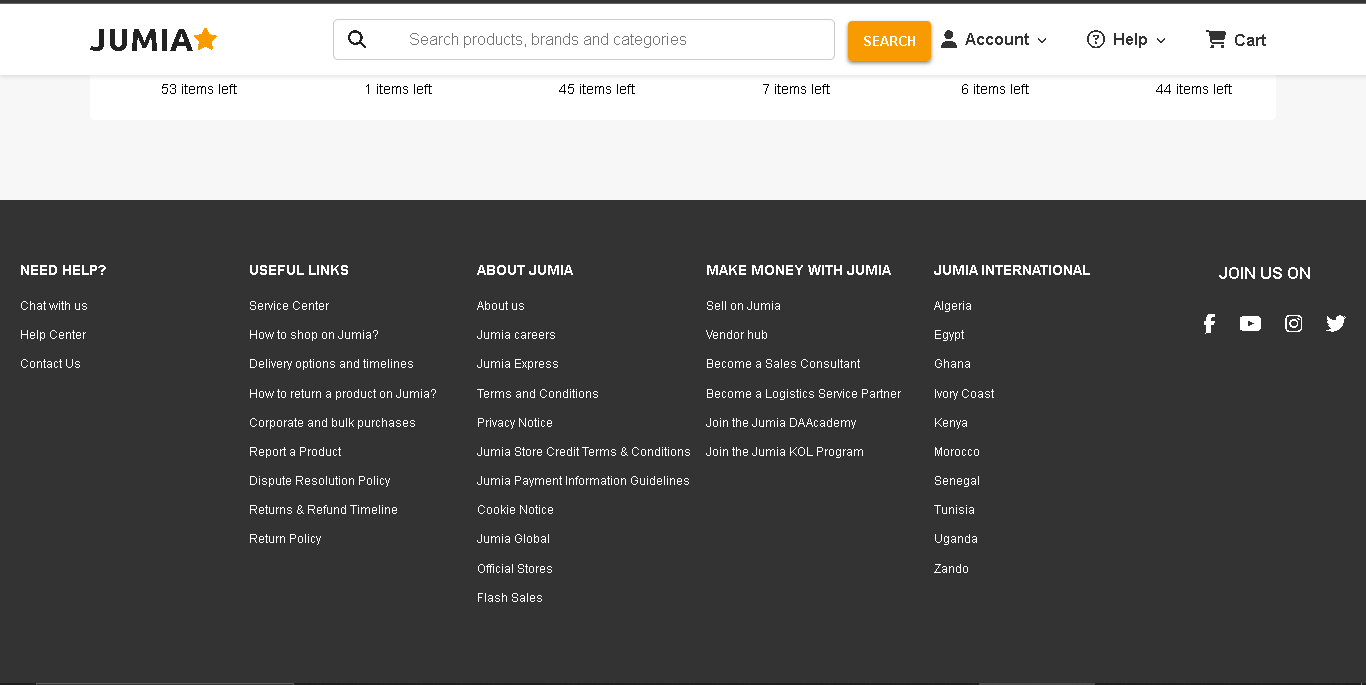 JUMIA
Search products, brands and categories
SEARCH
Account
Help
Cart
53 items left
1 items left
45 items left
7 items left
6 items left
44 items left
NEED HELP?
Chat with us
Help Center
Contact Us
USEFUL LINKS
Service Center
How to shop on Jumia?
Delivery options and timelines
How to return a product on Jumia?
Corporate and bulk purchases
Report a Product
Dispute Resolution Policy
Returns & Refund Timeline
Return Policy
ABOUT JUMIA
About us
Jumia careers
Jumia Express
Terms and Conditions
Privacy Notice
Jumia Store Credit Terms & Conditions
Jumia Payment Information Guidelines
Cookie Notice
Jumia Global
Official Stores
Flash Sales
MAKE MONEY WITH JUMIA
Sell on Jumia
Vendor hub
Become a Sales Consultant
Become a Logistics Service Partner
Join the Jumia DAAcademy
Join the Jumia KOL Program
JUMIA INTERNATIONAL
Algeria
Egypt
Ghana
Ivory Coast
Kenya
Morocco
Senegal
Tunisia
Uganda
Zando
JOIN US ON